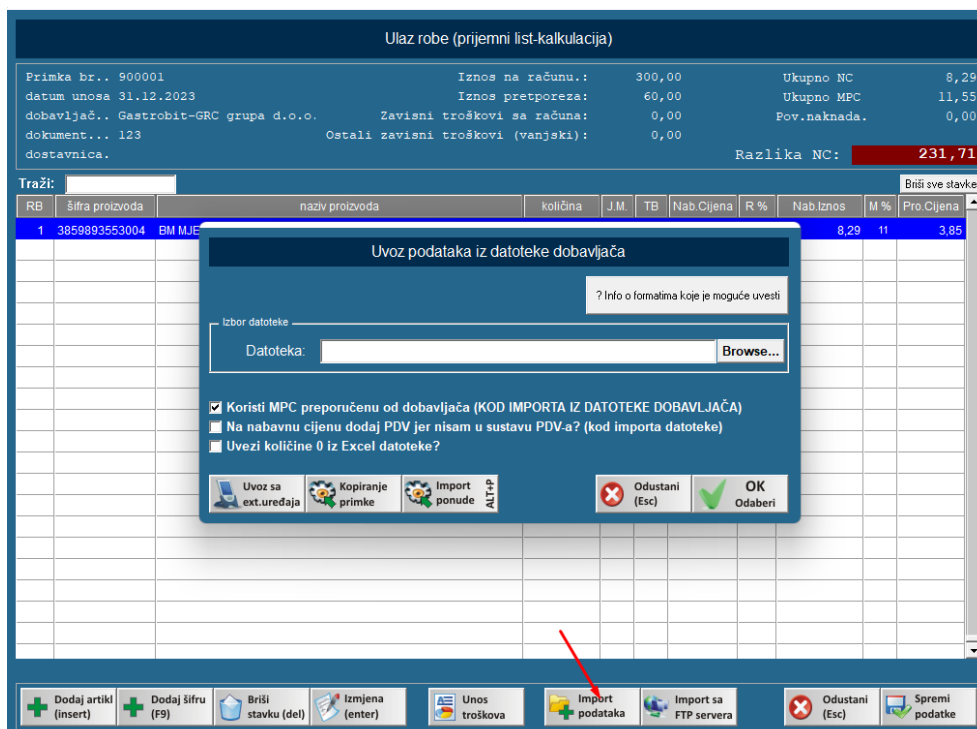 Ulaz robe (prijemni list-kalkulacija)
Primka br.. 900001 Iznos na računu.: 300,00 Ukupno NC 8,29
datum unosa 31.12.2023 Iznos pretporeza: 60,00 Ukupno MPC 11,55
dobavljač.. Gastrobit-GRC grupa d.o.o. Zavisni troškovi sa računa: 0,00 Pov.naknada. 0,00
dokument... 123 Ostali zavisni troškovi (vanjski): 0,00
dostavnica. Razlika NC: 231,71
Traži: Briši sve stavke
RB šifra proizvoda naziv proizvoda količina J.M. TB Nab.Cijena R % Nab.Iznos M % Pro.Cijena
1 3859893553004 BM MJE 8,29 11 3,85
Uvoz podataka iz datoteke dobavljača
? Info o formatima koje je moguće uvesti
Izbor datoteke
Datoteka: Browse...
Koristi MPC preporučenu od dobavljača (KOD IMPORTA IZ DATOTEKE DOBAVLJAČA)
Na nabavnu cijenu dodaj PDV jer nisam u sustavu PDV-a? (kod importa datoteke)
Uvezi količine 0 iz Excel datoteke?
Uvoz sa ext.uređaja Kopiranje primke Import ponude ALT+P Odustani (Esc) OK Odaberi
Dodaj artikl (insert) Dodaj šifru (F9) Briši stavku (del) Izmjena (enter) Unos troškova Import podataka Import sa FTP servera Odustani (Esc) Spremi podatke